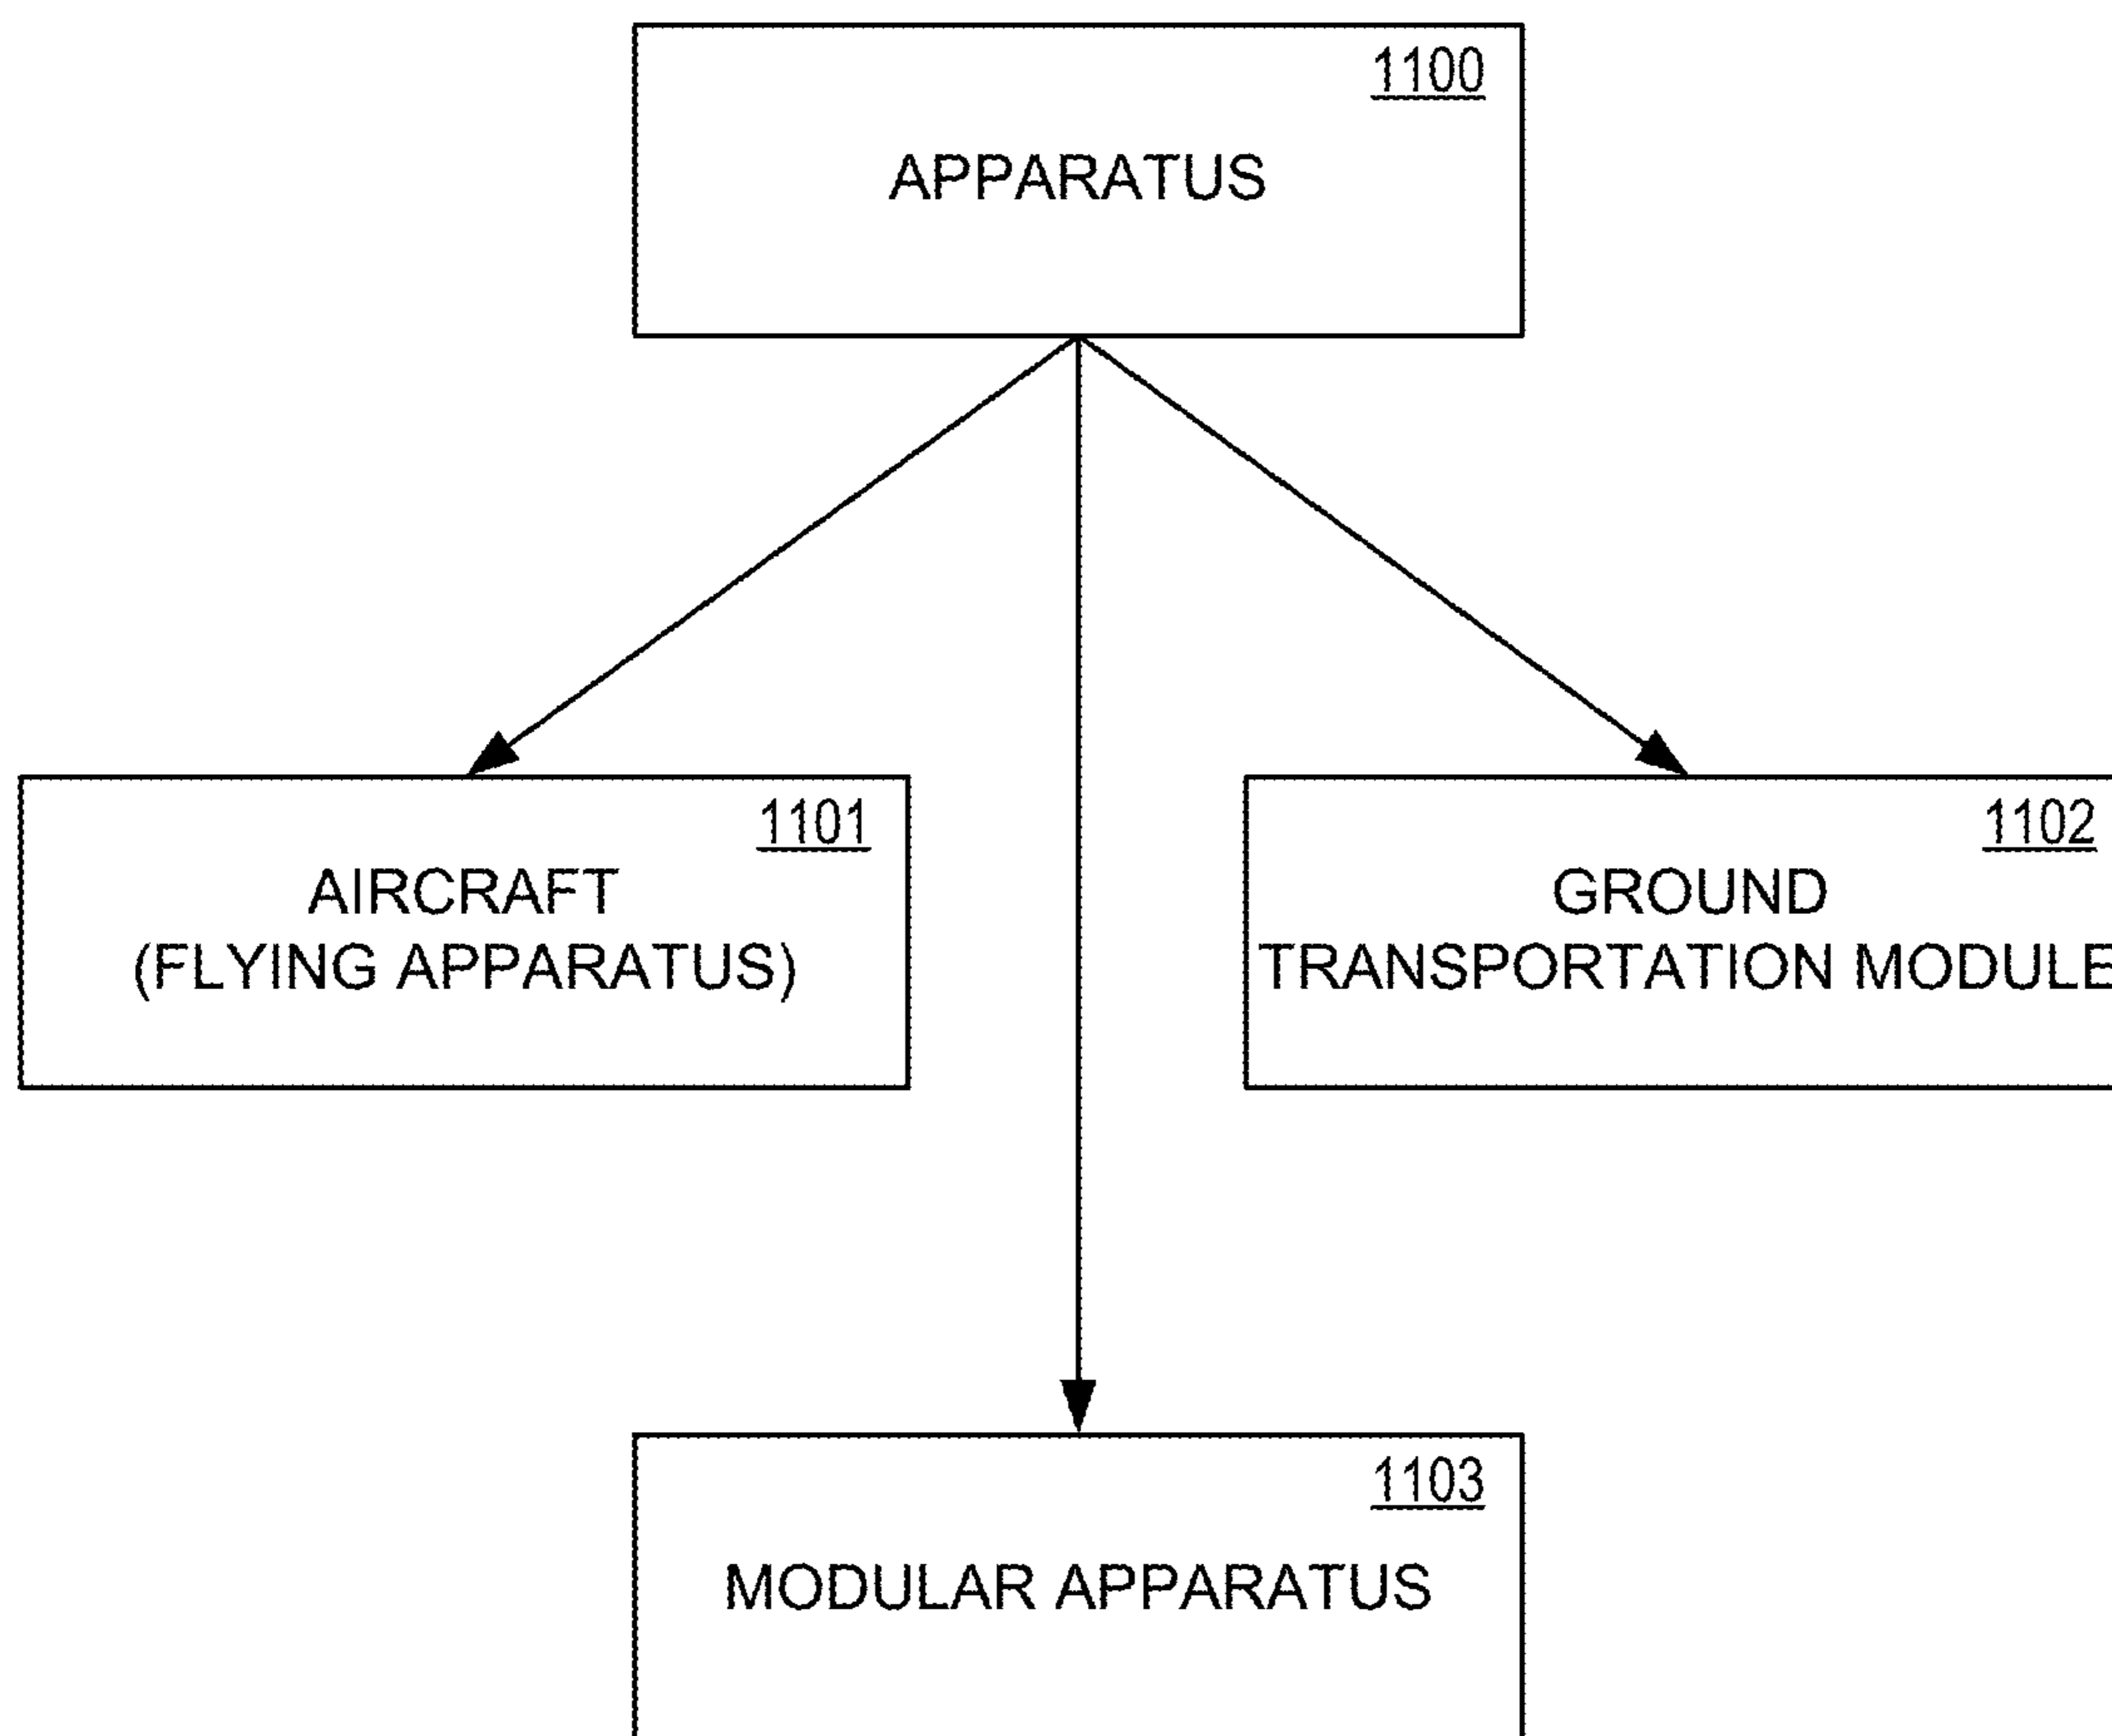 1100
APPARATUS
1101
AIRCRAFT
(FLYING APPARATUS)
1102
GROUND
TRANSPORTATION MODULE
1103
MODULAR APPARATUS